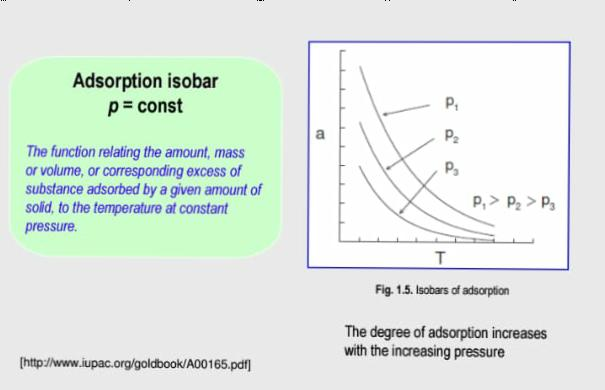 Adsorption isobar
p = const
The function relating the amount, mass
or volume, or corresponding excess of
substance adsorbed by a given amount of
solid, to the temperature at constant
pressure.
[http://www.iupac.org/goldbook/A00165.pdf]
a
p₁
p₂
p₃
p₁ > p₂ > p₃
T
Fig. 1.5. Isobars of adsorption
The degree of adsorption increases
with the increasing pressure